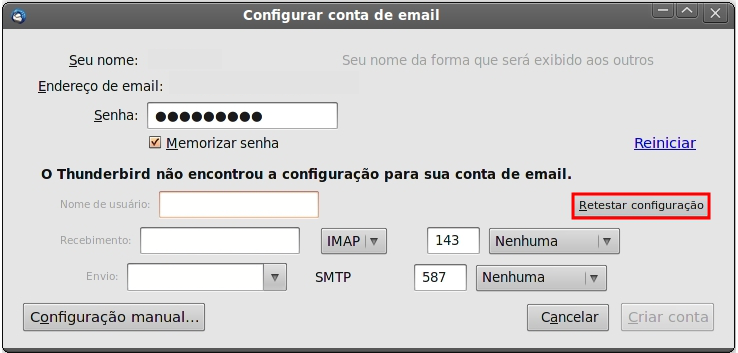 Configurar conta de email
Seu nome: Seu nome da forma que será exibido aos outros
Endereço de email:
Senha: ●●●●●●●●●
Memorizar senha Reiniciar
O Thunderbird não encontrou a configuração para sua conta de email.
Nome de usuário: Retestar configuração
Recebimento: IMAP 143 Nenhuma
Envio: SMTP 587 Nenhuma
Configuração manual... Cancelar Criar conta